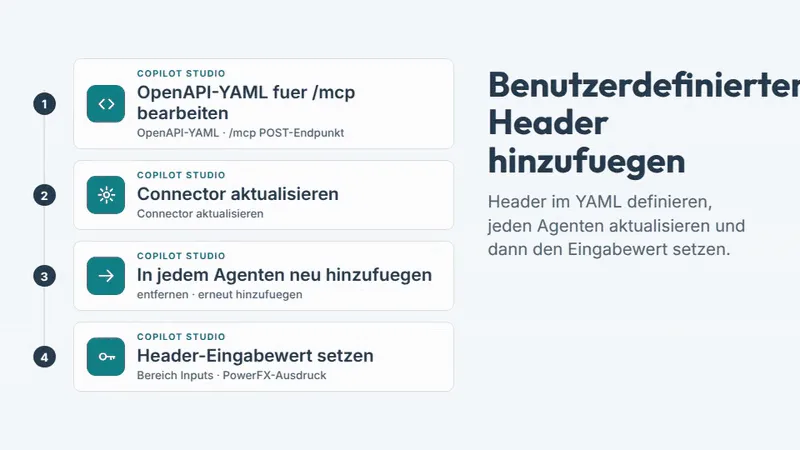 1
COPILOT STUDIO
OpenAPI-YAML fuer /mcp
bearbeiten
OpenAPI-YAML · /mcp POST-Endpunkt
2
COPILOT STUDIO
Connector aktualisieren
Connector aktualisieren
3
COPILOT STUDIO
In jedem Agenten neu hinzufuegen
entfernen · erneut hinzufuegen
4
COPILOT STUDIO
Header-Eingabewert setzen
Bereich Inputs · PowerFX-Ausdruck
Benutzerdefinierter
Header
hinzufuegen
Header im YAML definieren,
jeden Agenten aktualisieren und
dann den Eingabewert setzen.